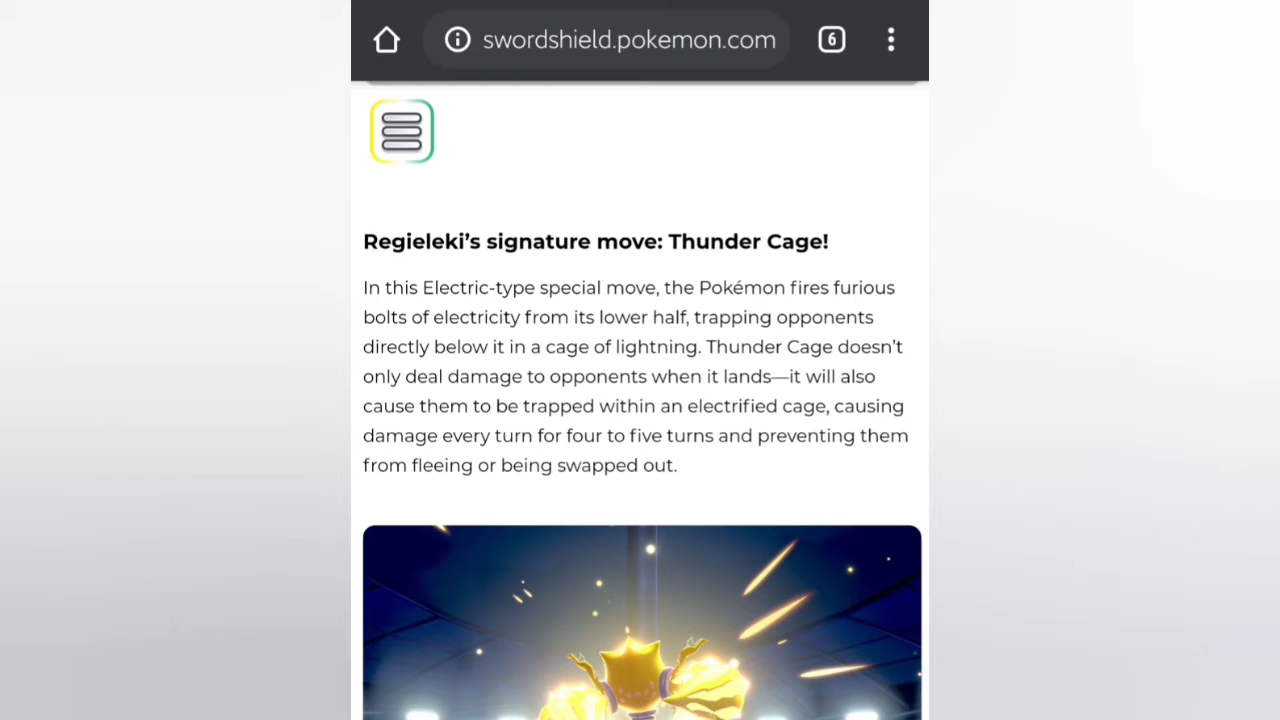 swordshield.pokemon.com
6
Regieleki’s signature move: Thunder Cage!
In this Electric-type special move, the Pokémon fires furious
bolts of electricity from its lower half, trapping opponents
directly below it in a cage of lightning. Thunder Cage doesn’t
only deal damage to opponents when it lands—it will also
cause them to be trapped within an electrified cage, causing
damage every turn for four to five turns and preventing them
from fleeing or being swapped out.